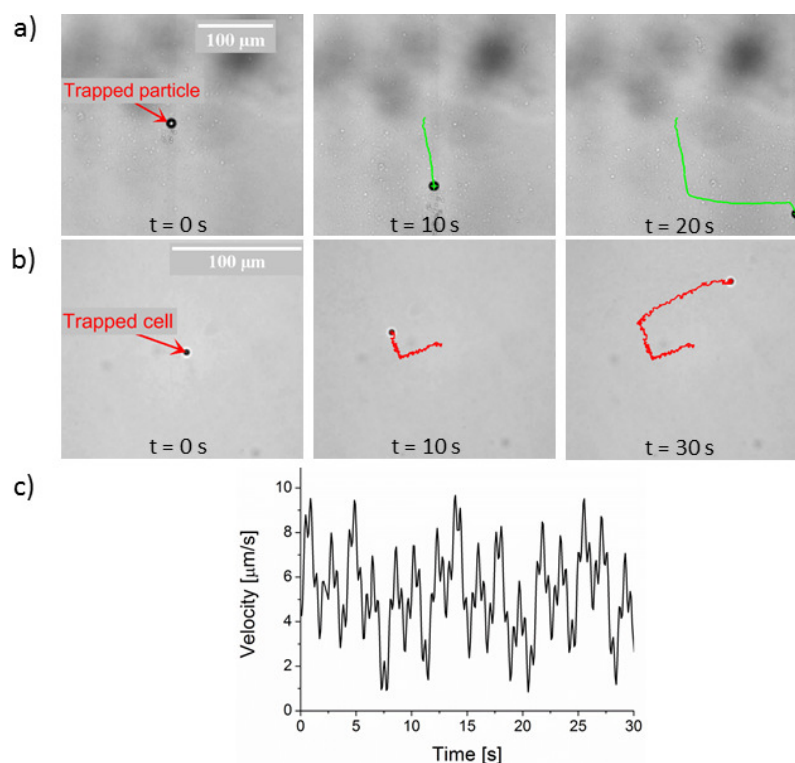 a)
100 μm
Trapped particle
t = 0 s
t = 10 s
t = 20 s
b)
100 μm
Trapped cell
t = 0 s
t = 10 s
t = 30 s
c)
10
8
6
4
2
0
Velocity [μm/s]
0
5
10
15
20
25
30
Time [s]